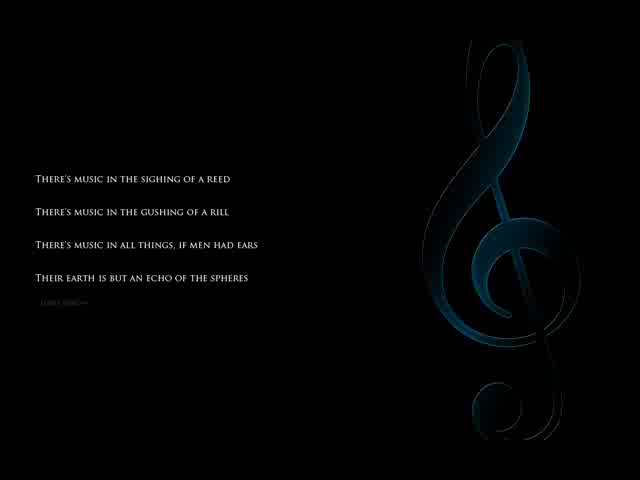 There's music in the sighing of a reed
There's music in the gushing of a rill
There's music in all things, if men had ears
Their earth is but an echo of the spheres